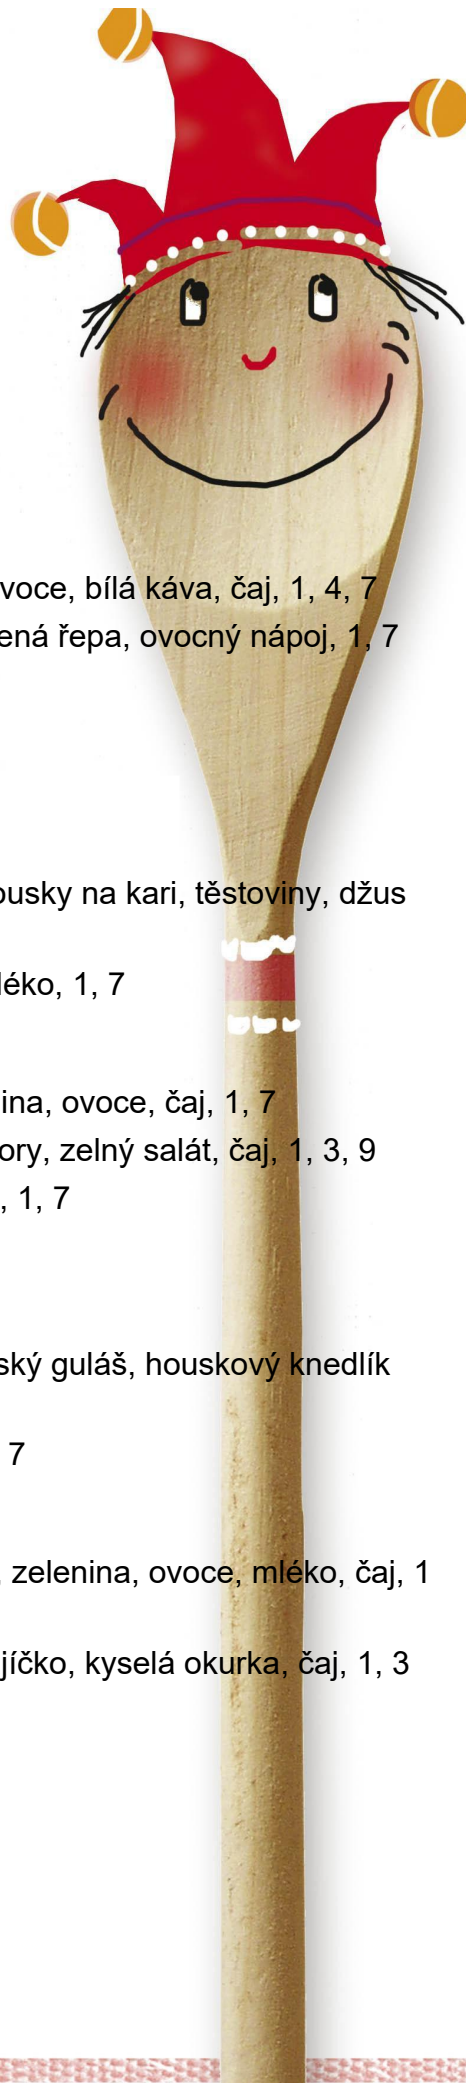 voce, bílá káva, čaj, 1, 4, 7
ená řepa, ovocný nápoj, 1, 7
ousky na kari, těstoviny, džus
léko, 1, 7
ina, ovoce, čaj, 1, 7
ory, zelný salát, čaj, 1, 3, 9
, 1, 7
ský guláš, houskový knedlík
7
, zelenina, ovoce, mléko, čaj, 1
jíčko, kyselá okurka, čaj, 1, 3